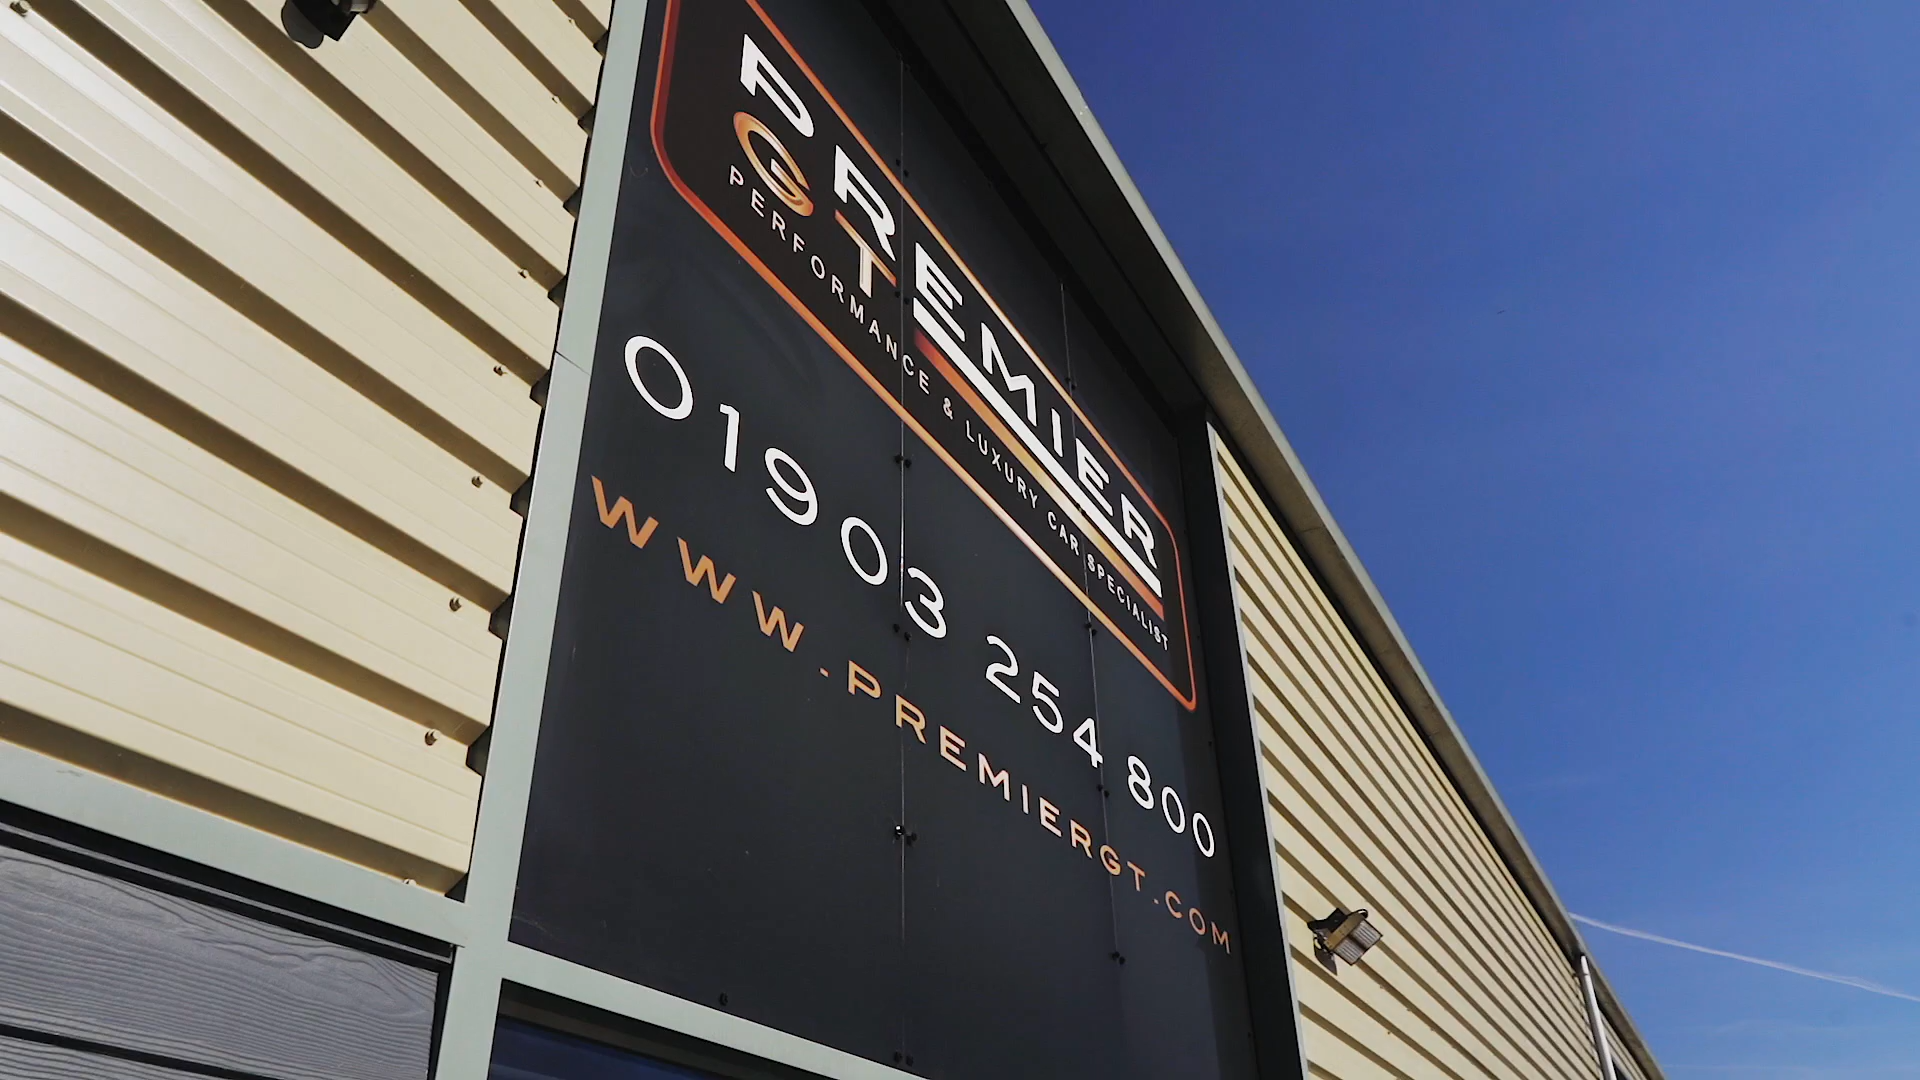 PREMIER
GT
PERFORMANCE & LUXURY CAR SPECIALIST
01903 254 800
WWW.PREMIERGT.COM